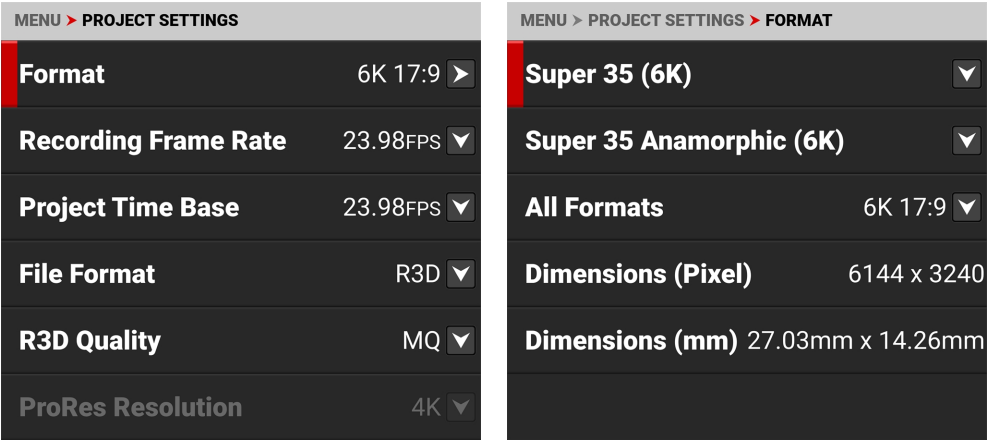 MENU > PROJECT SETTINGS
Format 6K 17:9
Recording Frame Rate 23.98FPS
Project Time Base 23.98FPS
File Format R3D
R3D Quality MQ
ProRes Resolution 4K
MENU > PROJECT SETTINGS > FORMAT
Super 35 (6K)
Super 35 Anamorphic (6K)
All Formats 6K 17:9
Dimensions (Pixel) 6144 x 3240
Dimensions (mm) 27.03mm x 14.26mm